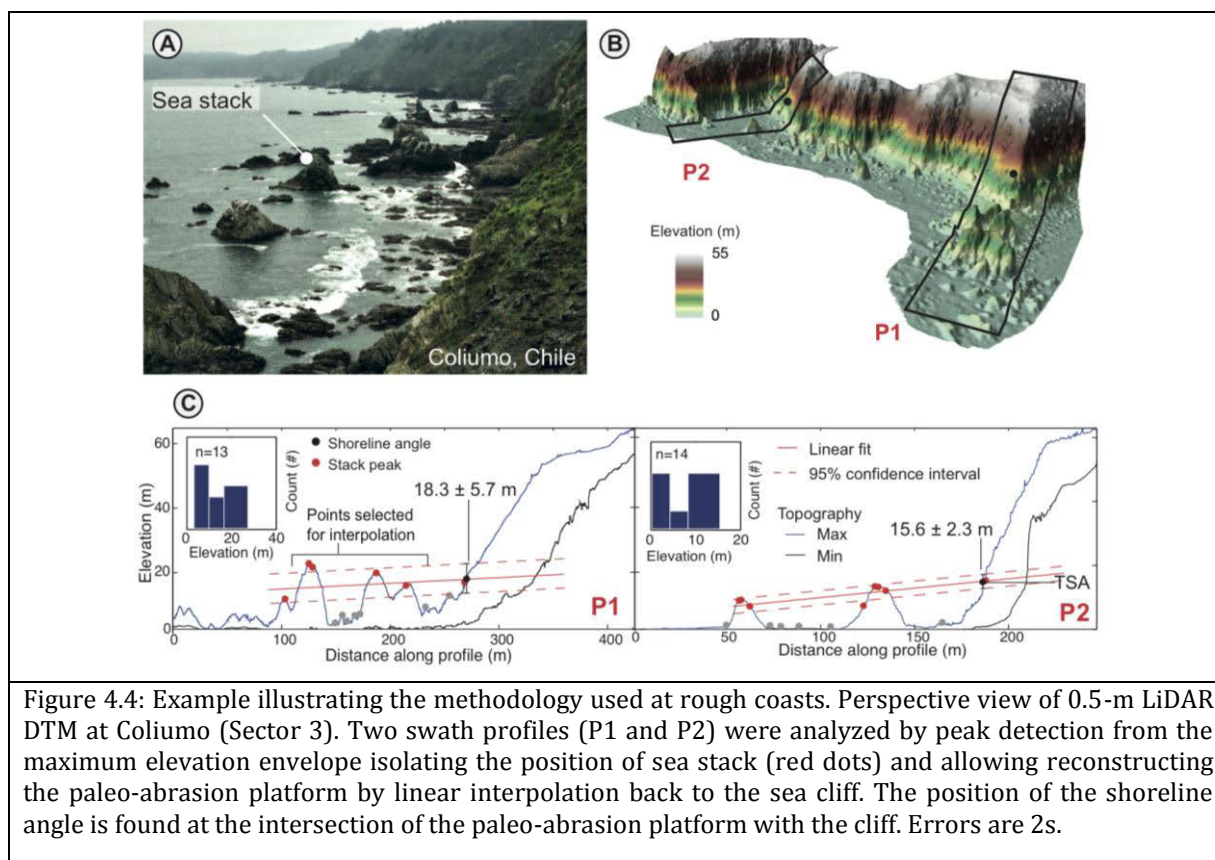 A
Sea stack
Coliumo, Chile
B
P2
P1
Elevation (m)
55
0
C
Elevation (m)
60
40
20
0
n=13
Count (#)
0 20 40
Elevation (m)
Shoreline angle
Stack peak
18.3 ± 5.7 m
Points selected
for interpolation
P1
0 100 200 300 400
Distance along profile (m)
n=14
Count (#)
0 10 20
Elevation (m)
Linear fit
95% confidence interval
Topography
Max
Min
15.6 ± 2.3 m
TSA
P2
0 50 100 150 200
Distance along profile (m)
Figure 4.4: Example illustrating the methodology used at rough coasts. Perspective view of 0.5-m LiDAR
DTM at Coliumo (Sector 3). Two swath profiles (P1 and P2) were analyzed by peak detection from the
maximum elevation envelope isolating the position of sea stack (red dots) and allowing reconstructing
the paleo-abrasion platform by linear interpolation back to the sea cliff. The position of the shoreline
angle is found at the intersection of the paleo-abrasion platform with the cliff. Errors are 2s.